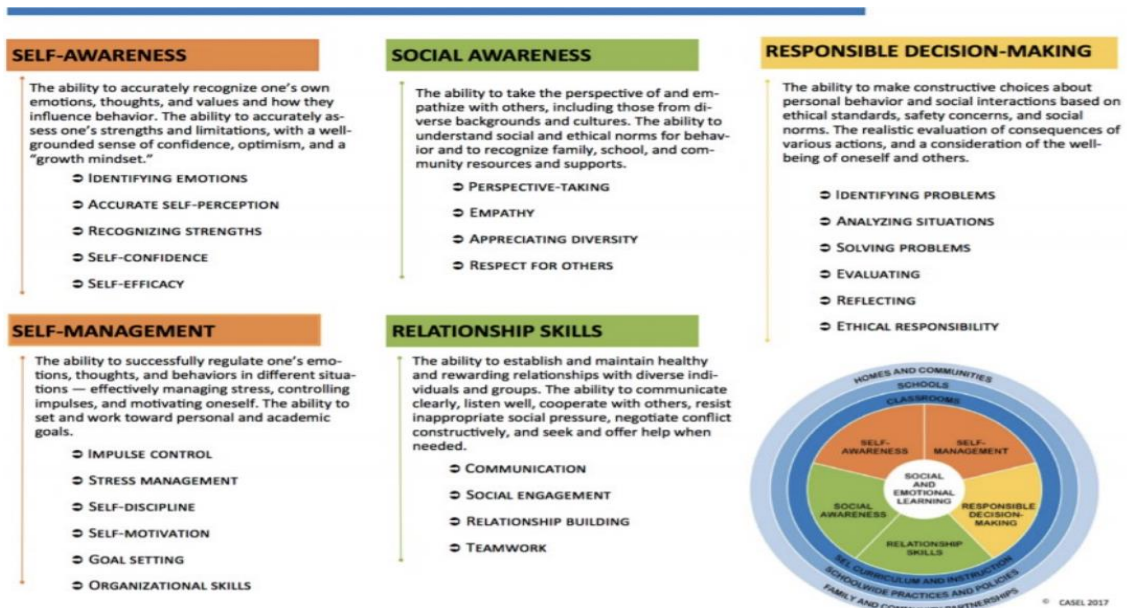 SELF-AWARENESS
The ability to accurately recognize one's own
emotions, thoughts, and values and how they
influence behavior. The ability to accurately as-
sess one's strengths and limitations, with a well-
grounded sense of confidence, optimism, and a
"growth mindset."
➲ IDENTIFYING EMOTIONS
➲ ACCURATE SELF-PERCEPTION
➲ RECOGNIZING STRENGTHS
➲ SELF-CONFIDENCE
➲ SELF-EFFICACY
SELF-MANAGEMENT
The ability to successfully regulate one's emo-
tions, thoughts, and behaviors in different situa-
tions — effectively managing stress, controlling
impulses, and motivating oneself. The ability to
set and work toward personal and academic
goals.
➲ IMPULSE CONTROL
➲ STRESS MANAGEMENT
➲ SELF-DISCIPLINE
➲ SELF-MOTIVATION
➲ GOAL SETTING
➲ ORGANIZATIONAL SKILLS
SOCIAL AWARENESS
The ability to take the perspective of and em-
pathize with others, including those from di-
verse backgrounds and cultures. The ability to
understand social and ethical norms for behav-
ior and to recognize family, school, and com-
munity resources and supports.
➲ PERSPECTIVE-TAKING
➲ EMPATHY
➲ APPRECIATING DIVERSITY
➲ RESPECT FOR OTHERS
RELATIONSHIP SKILLS
The ability to establish and maintain healthy
and rewarding relationships with diverse indi-
viduals and groups. The ability to communicate
clearly, listen well, cooperate with others, resist
inappropriate social pressure, negotiate conflict
constructively, and seek and offer help when
needed.
➲ COMMUNICATION
➲ SOCIAL ENGAGEMENT
➲ RELATIONSHIP BUILDING
➲ TEAMWORK
RESPONSIBLE DECISION-MAKING
The ability to make constructive choices about
personal behavior and social interactions based on
ethical standards, safety concerns, and social
norms. The realistic evaluation of consequences of
various actions, and a consideration of the well-
being of oneself and others.
➲ IDENTIFYING PROBLEMS
➲ ANALYZING SITUATIONS
➲ SOLVING PROBLEMS
➲ EVALUATING
➲ REFLECTING
➲ ETHICAL RESPONSIBILITY
HOMES AND COMMUNITIES
SCHOOLS
CLASSROOMS
SELF-
AWARENESS
SELF-
MANAGEMENT
SOCIAL
AND
EMOTIONAL
LEARNING
SOCIAL
AWARENESS
RESPONSIBLE
DECISION-
MAKING
RELATIONSHIP
SKILLS
SEL CURRICULUM AND INSTRUCTION
SCHOOLWIDE PRACTICES AND POLICIES
FAMILY AND COMMUNITY PARTNERSHIPS
© CASEL 2017